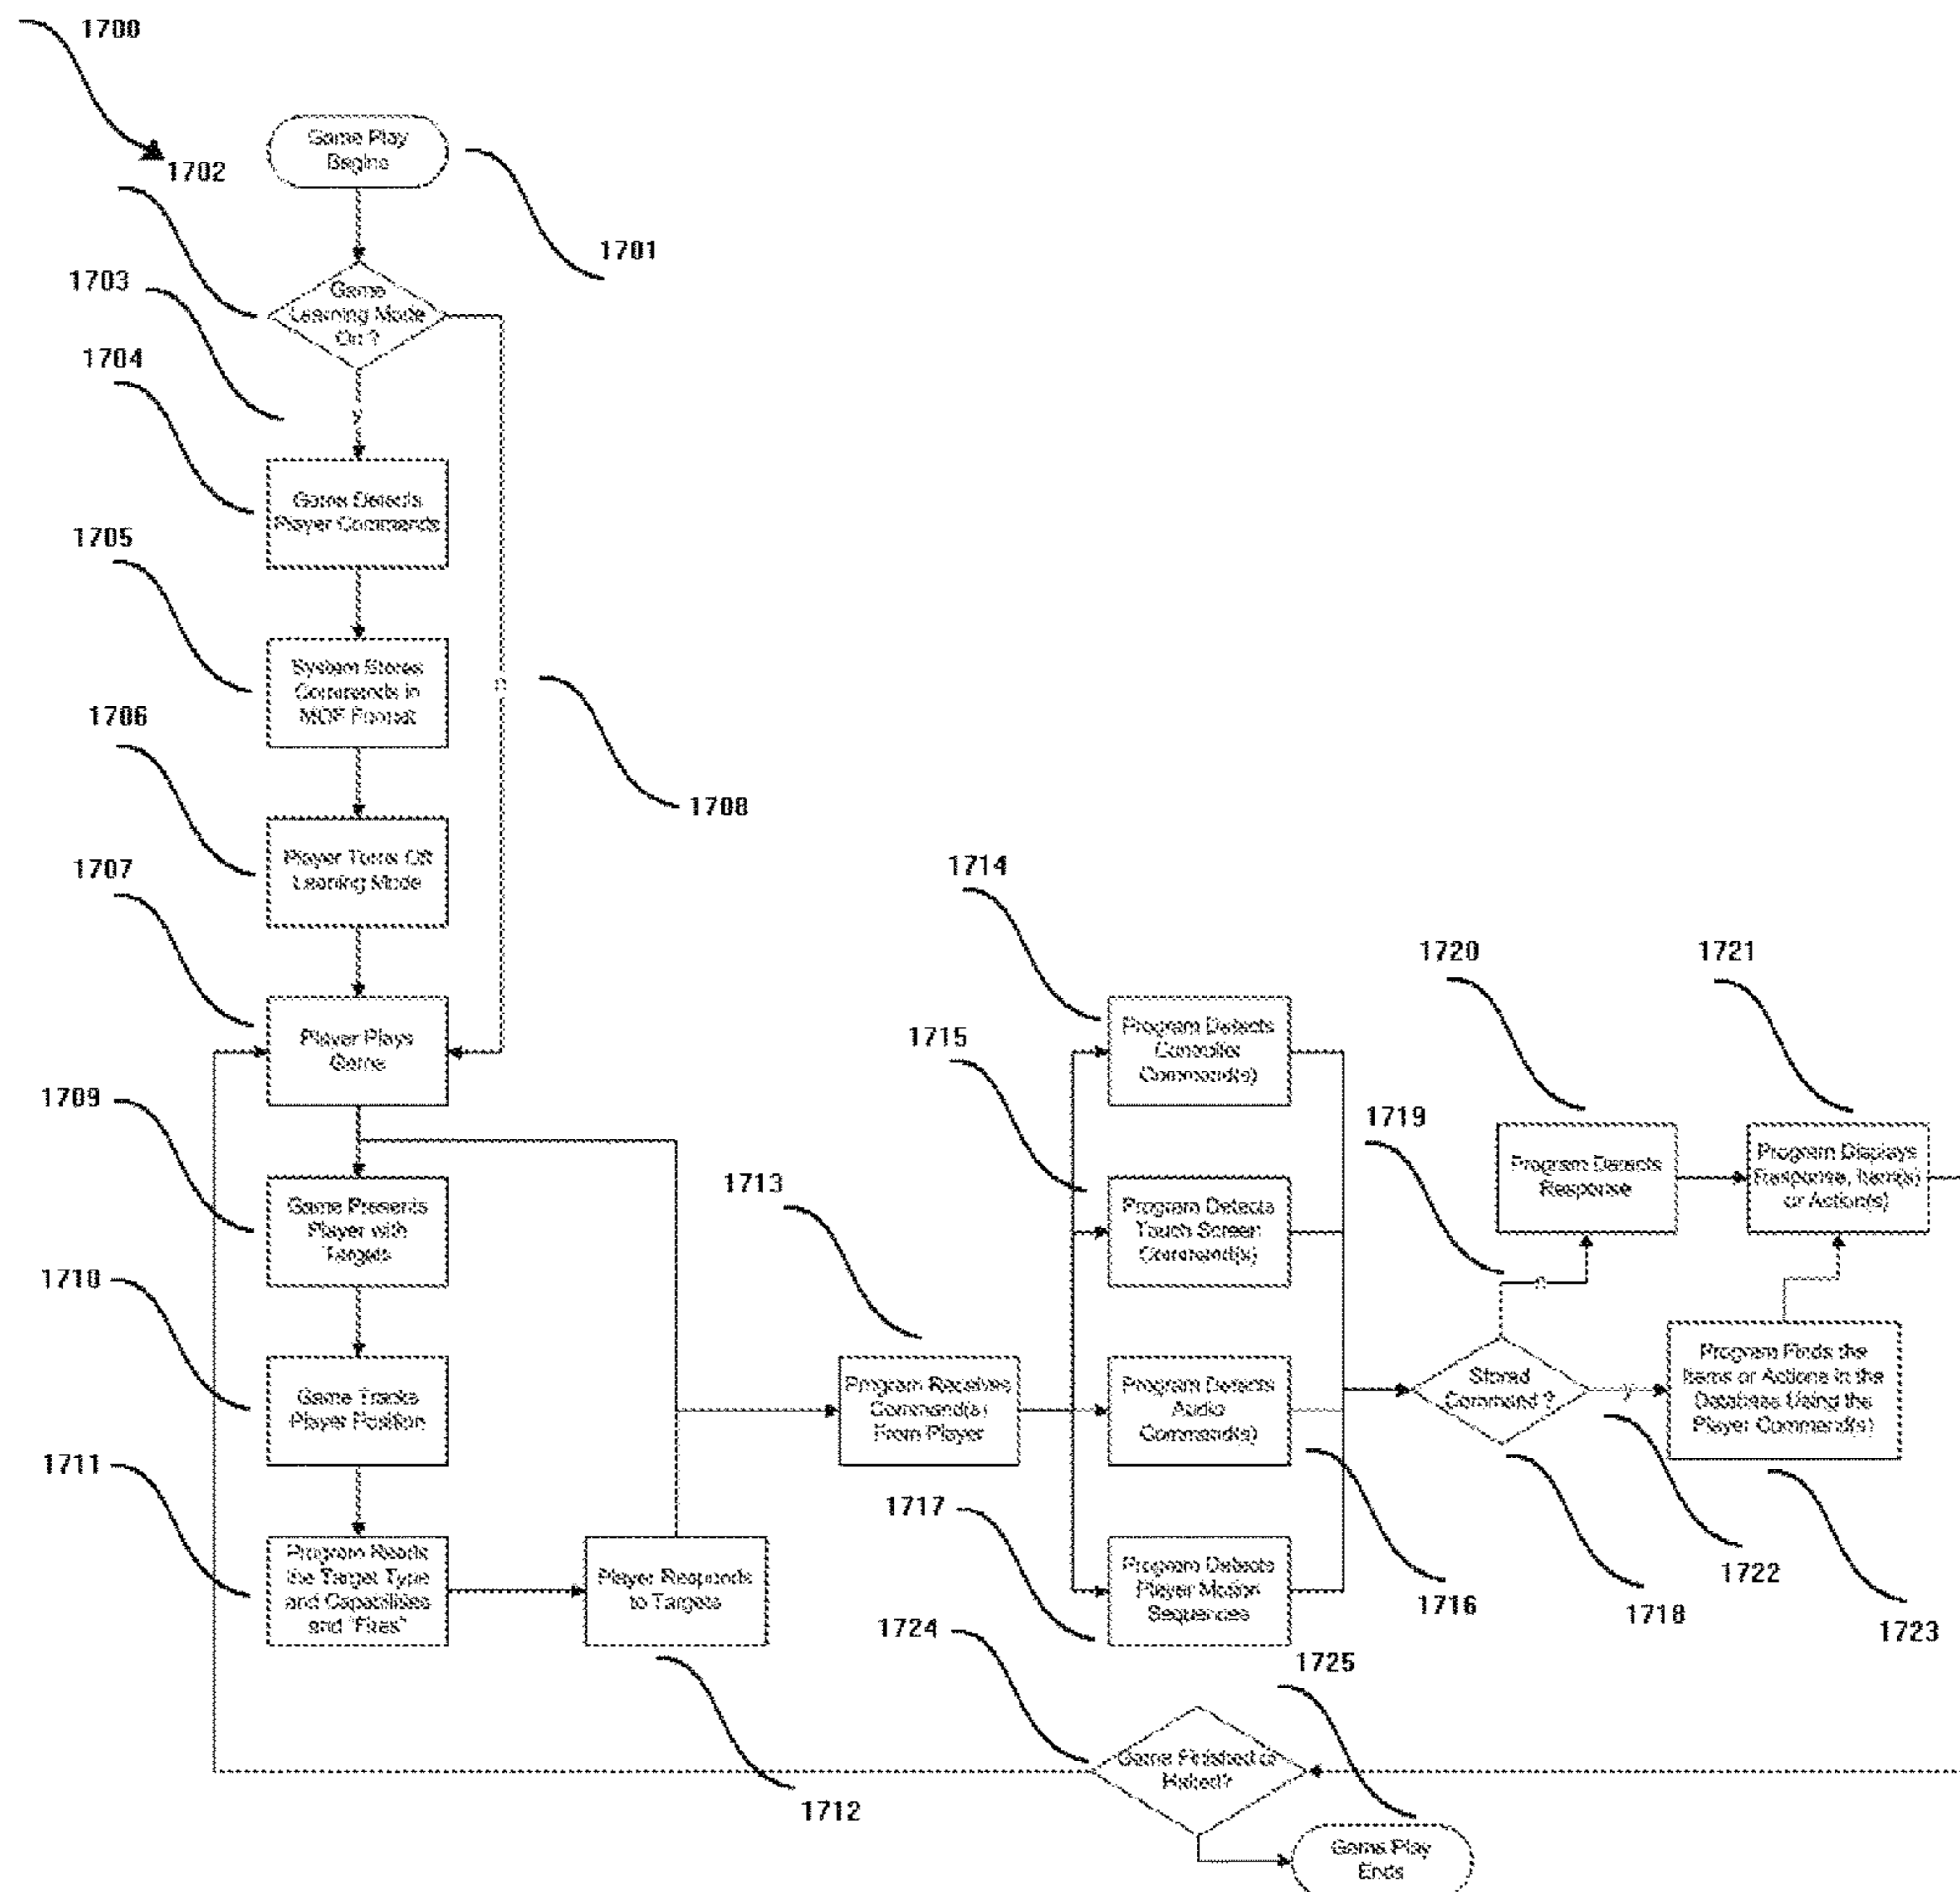 1700
Game Play
Begins
1702
1701
1703
Game
Learning Mode
On ?
1704
y
Game Detects
Player Commands
1705
System Stores
Commands in
Format
n
1706
1708
Player Turns Off
Leaning Mode
1707
Player Plays
Game
1709
Game Presents
Player with
Targets
1710
Game Tracks
Player Position
1711
Program Reads
the Target Type
and Capabilities
and "Fires"
Player Responds
to Targets
1712
1713
Program Receives
Command(s)
From Player
1714
Program Detects
Controller
Command(s)
1715
Program Detects
Touch Screen
Command(s)
Program Detects
Audio
Command(s)
1716
1717
Program Detects
Player Motion
Sequencies
1719
n
1720
Program Detects
Response
1721
Program Displays
Response, Item(s)
or Action(s)
Stored
Command ?
1718
y
1722
Program Finds the
Items or Actions in the
Database Using the
Player Command(s)
1723
1724
Game Finished or
Halted?
1725
Game Play
Ends